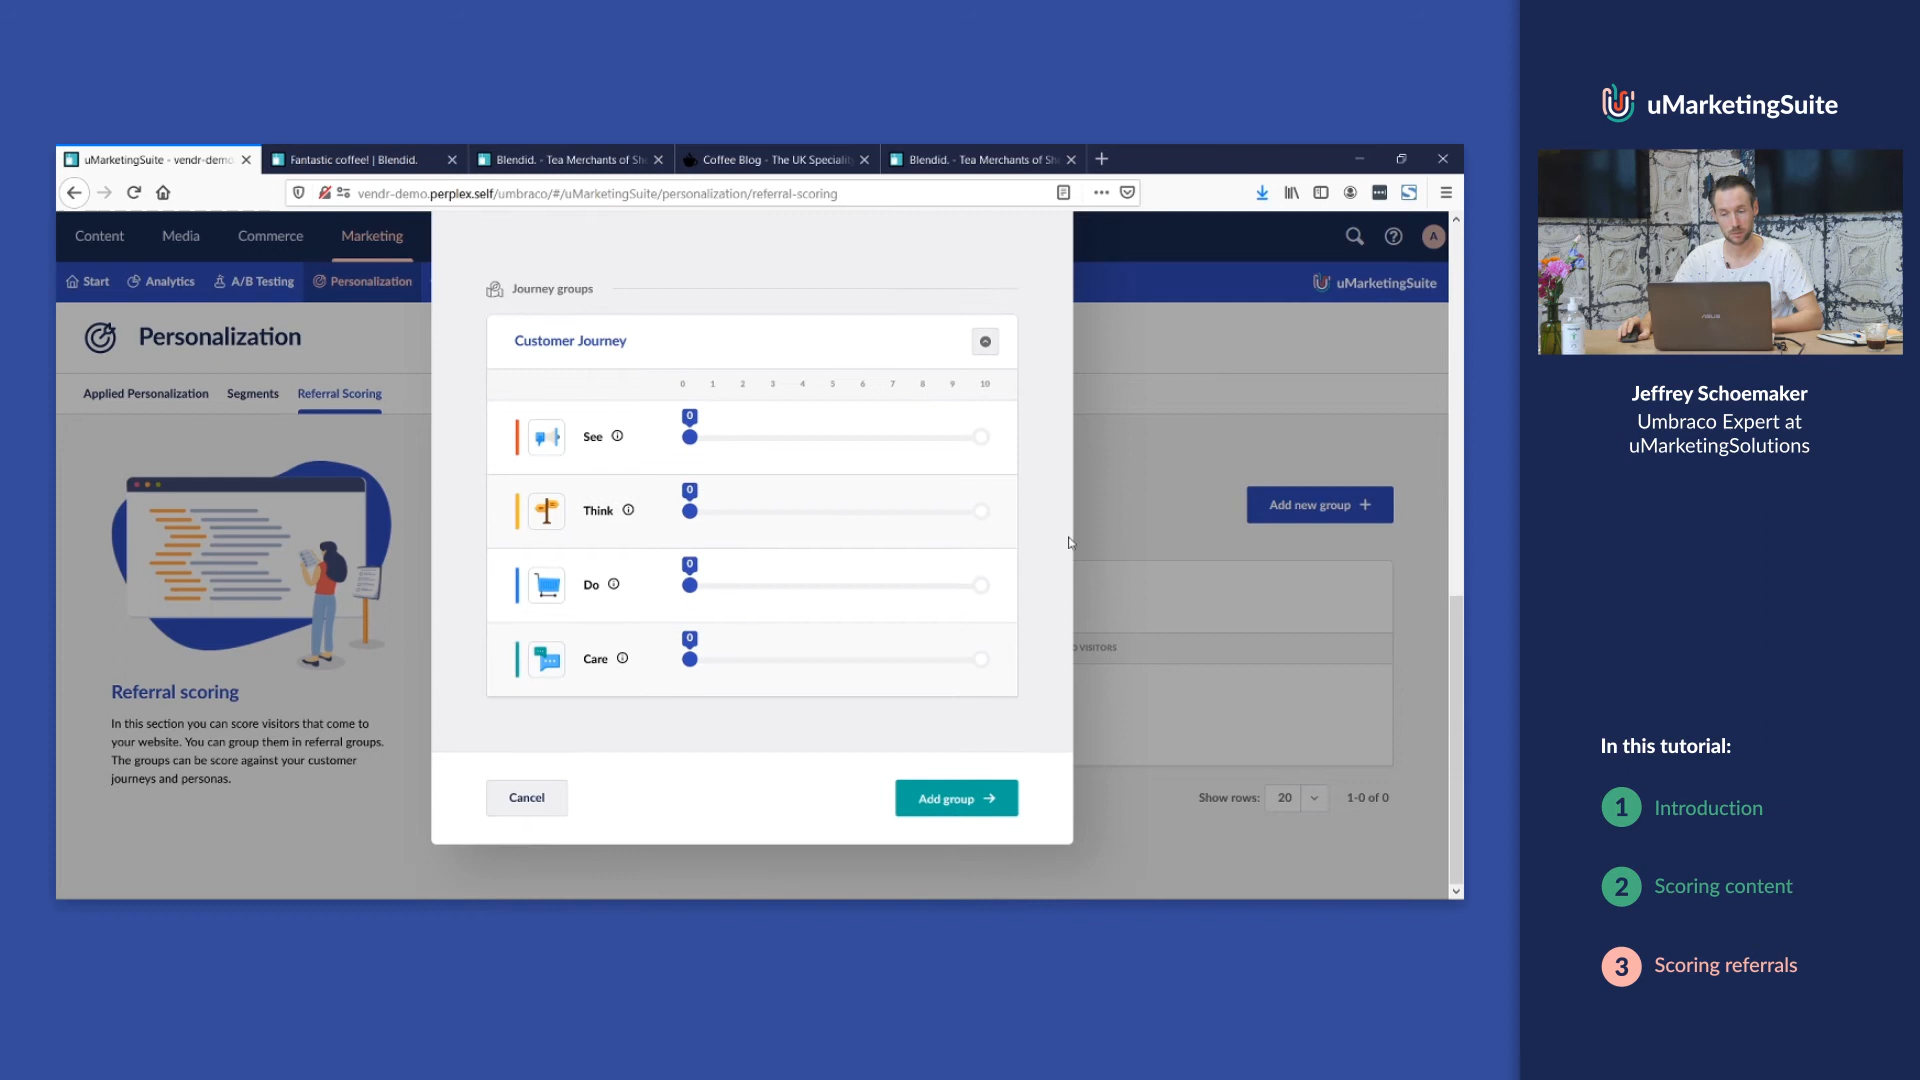 uMarketingSuite - vendr-demo
Fantastic coffee! | Blendid.
Blendid. - Tea Merchants of Sh
Coffee Blog - The UK Speciality
Blendid. - Tea Merchants of Sh
vendr-demo.perplex.self/umbraco/#/uMarketingSuite/personalization/referral-scoring
Content
Media
Commerce
Marketing
A
Start
Analytics
A/B Testing
Personalization
uMarketingSuite
Personalization
Applied Personalization
Segments
Referral Scoring
Referral scoring
In this section you can score visitors that come to
your website. You can group them in referral groups.
The groups can be score against your customer
journeys and personas.
Journey groups
Customer Journey
0 1 2 3 4 5 6 7 8 9 10
See
0
Think
0
Do
0
Care
0
Cancel
Add group
Add new group +
VISITORS
Show rows: 20
1-0 of 0
uMarketingSuite
ASUS
Jeffrey Schoemaker
Umbraco Expert at
uMarketingSolutions
In this tutorial:
1 Introduction
2 Scoring content
3 Scoring referrals